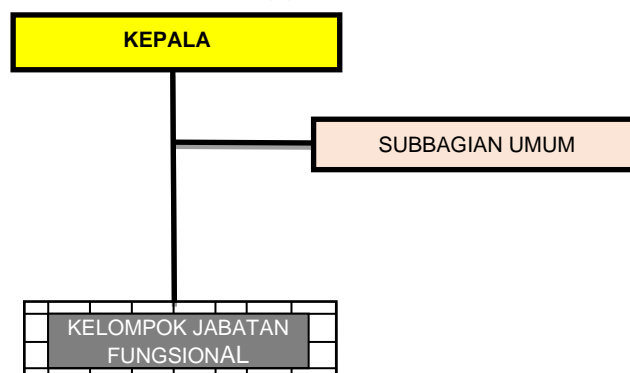 KEPALA
SUBBAGIAN UMUM
KELOMPOK JABATAN
FUNGSIONAL